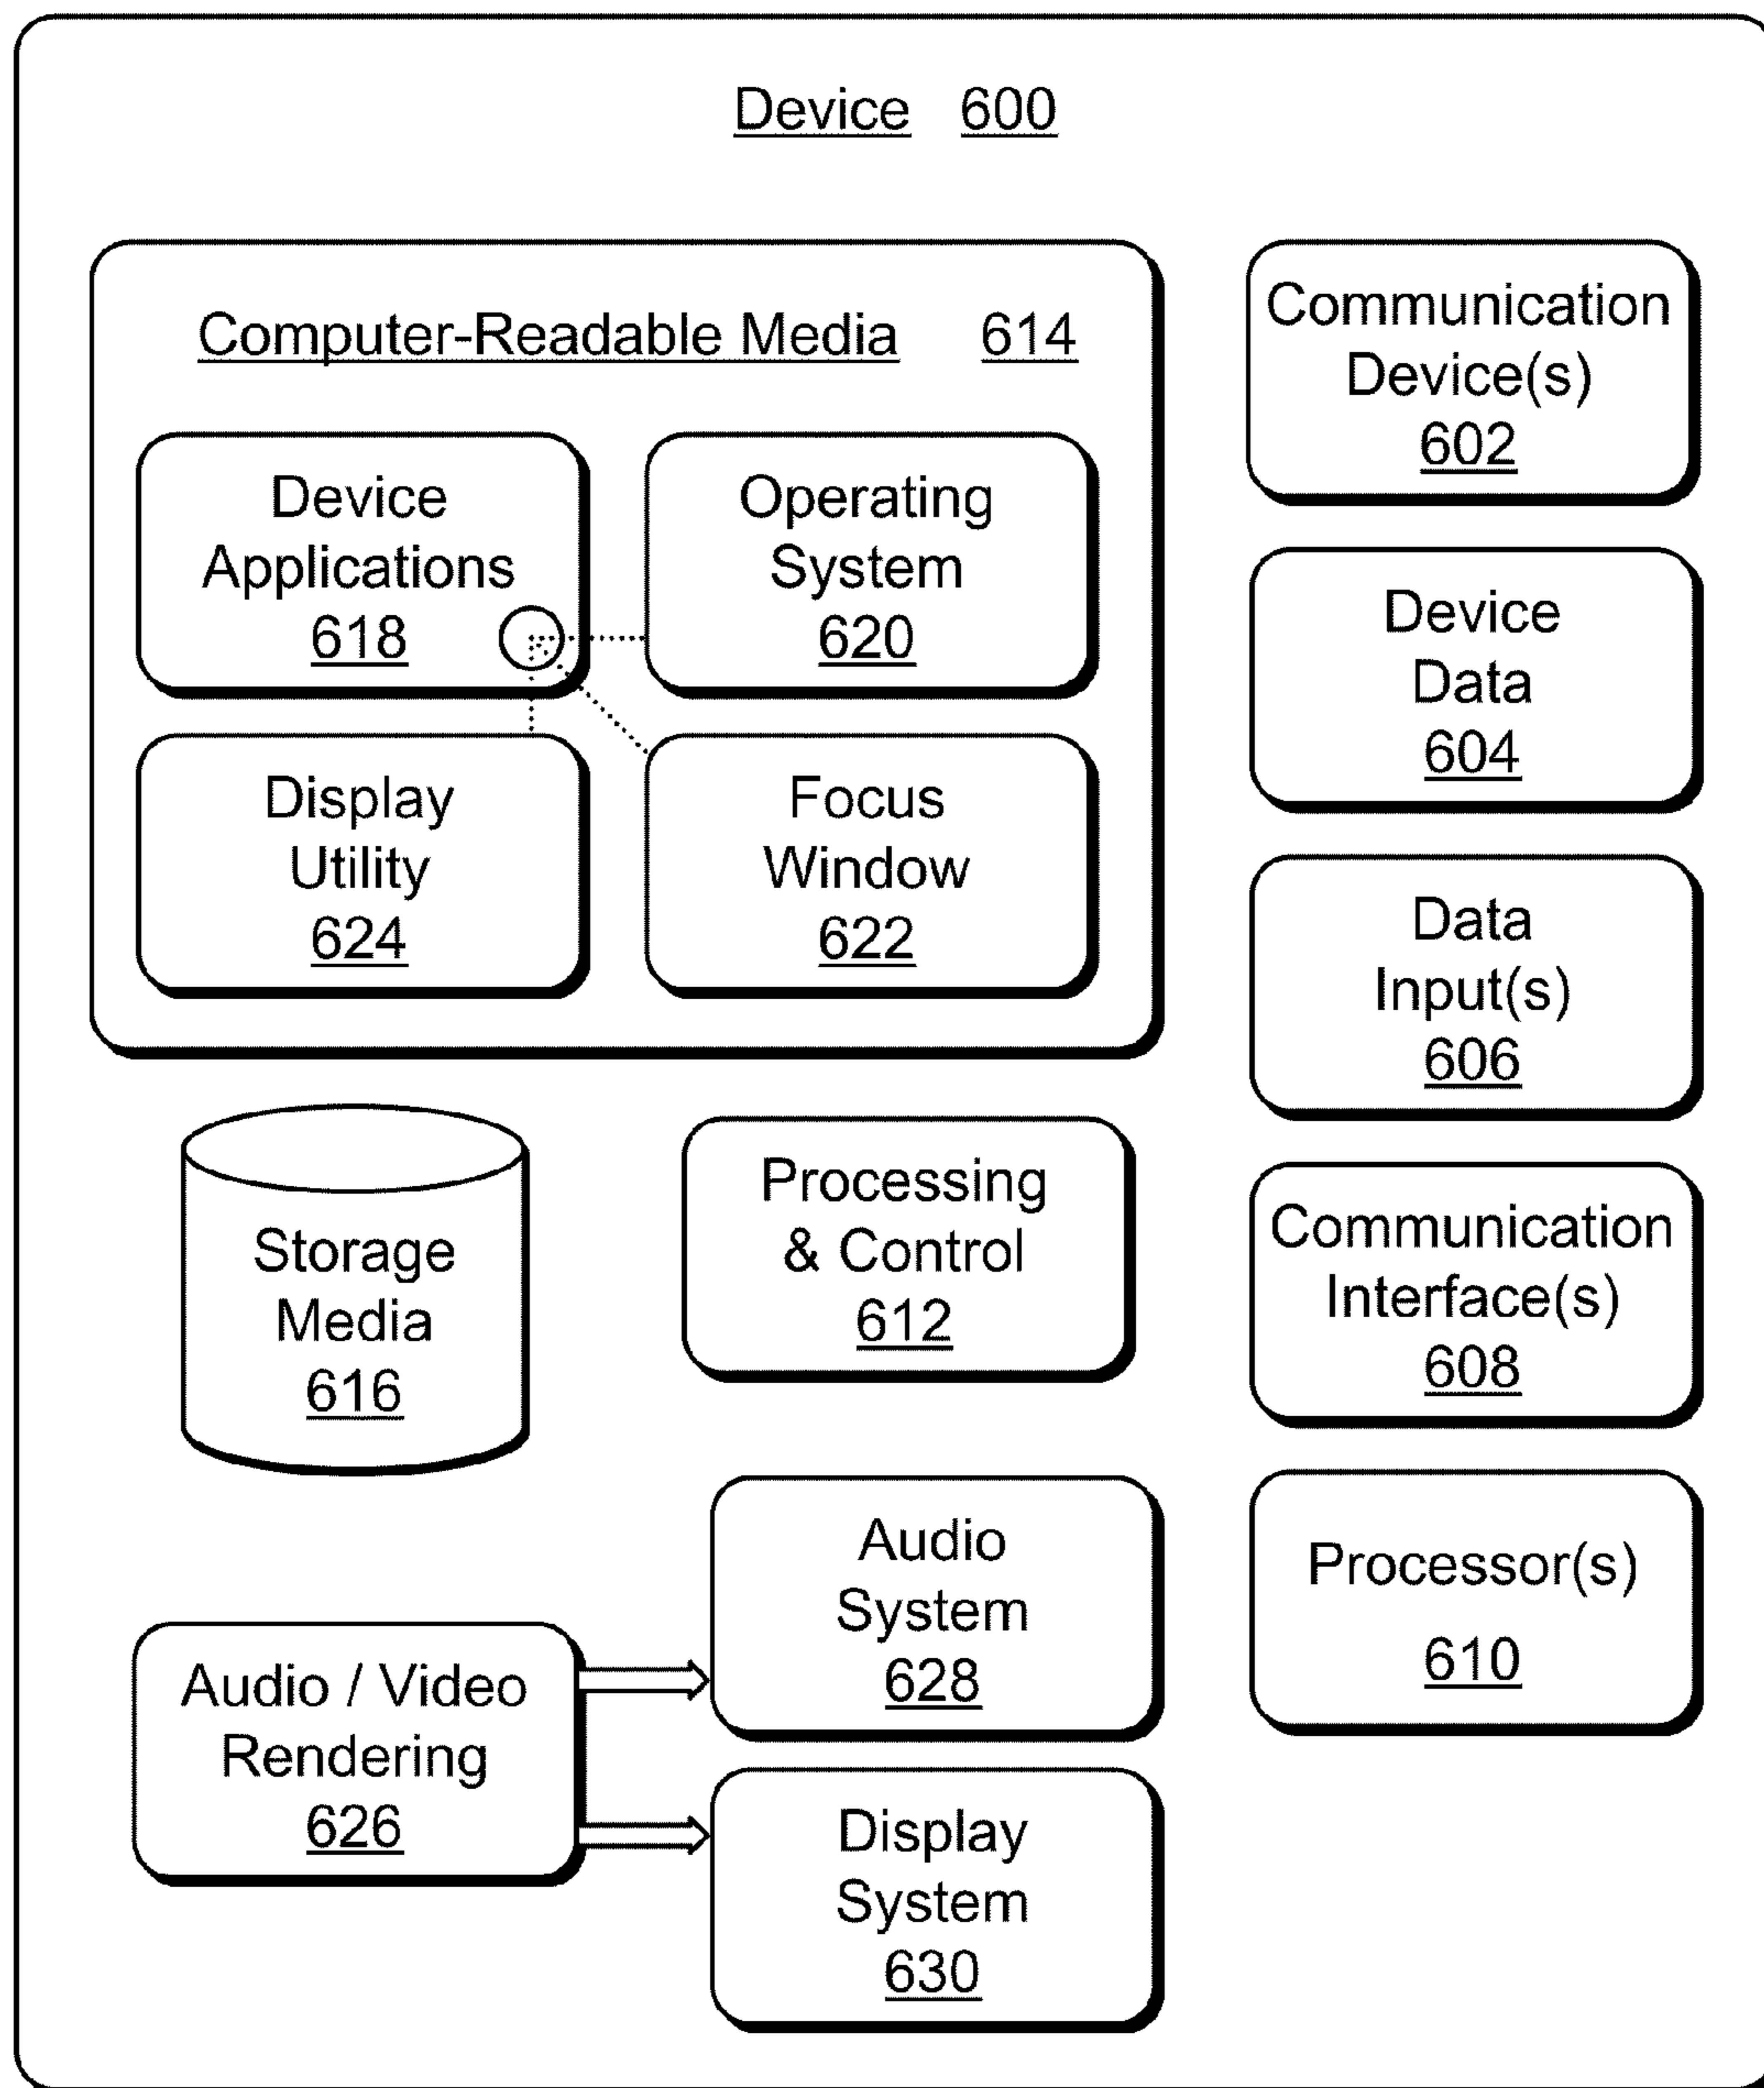 Device 600
Computer-Readable Media 614
Device
Applications
618
Operating
System
620
Display
Utility
624
Focus
Window
622
Storage
Media
616
Processing
& Control
612
Audio / Video
Rendering
626
Audio
System
628
Display
System
630
Communication
Device(s)
602
Device
Data
604
Data
Input(s)
606
Communication
Interface(s)
608
Processor(s)
610